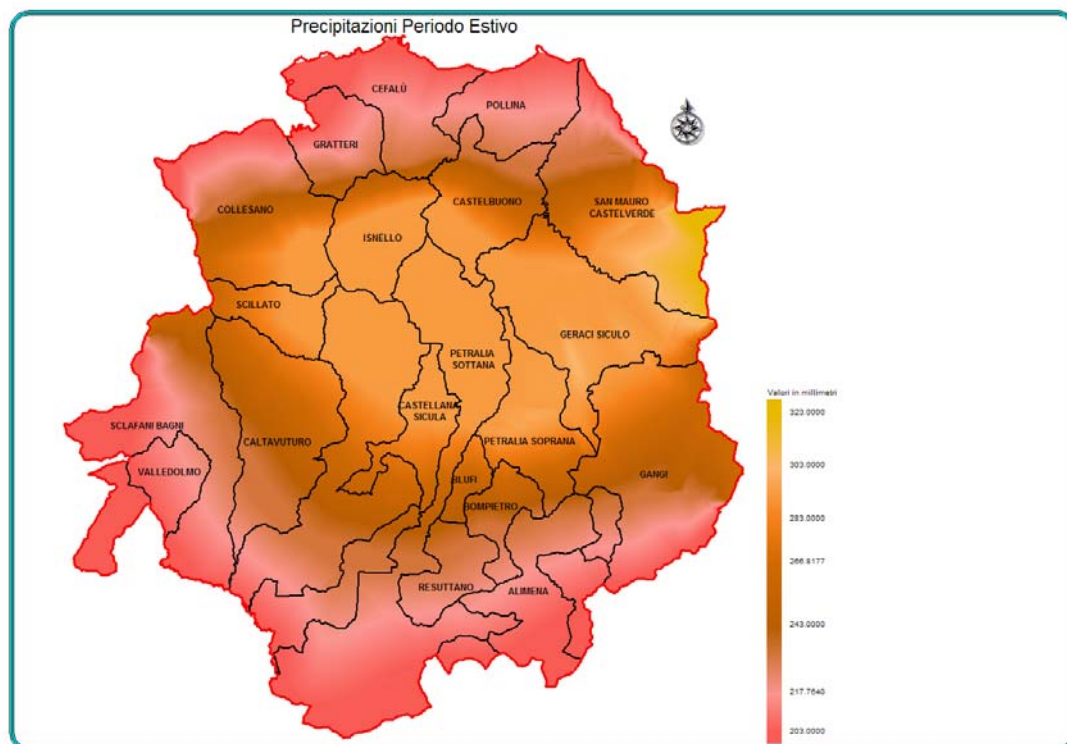 Precipitazioni Periodo Estivo
CEFALÙ
POLLINA
GRATTERI
COLLESANO
CASTELBUONO
SAN MAURO
CASTELVERDE
ISNELLO
SCILLATO
GERACI SICULO
PETRALIA
SOTTANA
CASTELLANA
SICULA
SCLAFANI BAGNI
CALTAVUTURO
PETRALIA SOPRANA
VALLEDOLMO
BLUFI
GANGI
BOMPIETRO
RESUTTANO
ALIMENA
Valori in millimetri
323.0000
303.0000
283.0000
266.8177
243.0000
217.7640
203.0000